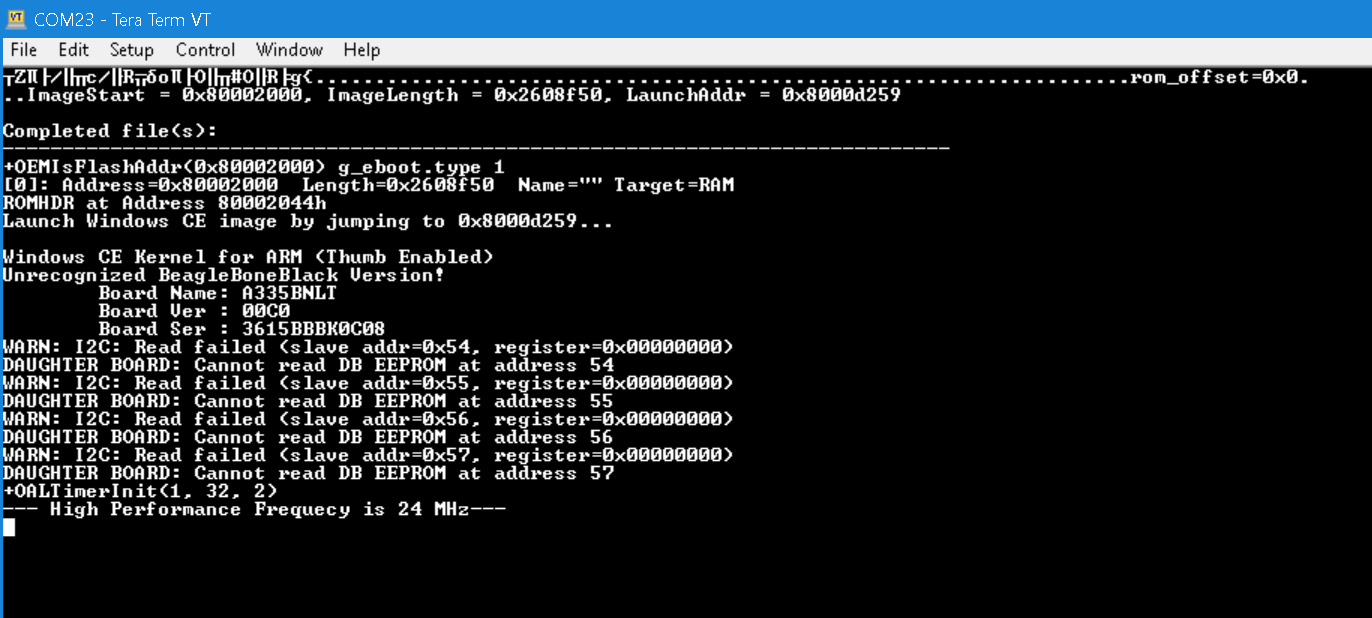 COM23 - Tera Term VT
File Edit Setup Control Window Help
....................................................................rom_offset=0x0.
..ImageStart = 0x80002000, ImageLength = 0x2608f50, LaunchAddr = 0x8000d259
Completed file(s):
-------------------------------------------------------------------------------
+OEMIsFlashAddr(0x80002000) g_eboot.type 1
[0]: Address=0x80002000  Length=0x2608f50  Name="" Target=RAM
ROMHDR at Address 80002044h
Launch Windows CE image by jumping to 0x8000d259...
Windows CE Kernel for ARM (Thumb Enabled)
Unrecognized BeagleBoneBlack Version!
Board Name: A335BNLT
Board Ver : 00C0
Board Ser : 3615BBBK0C08
WARN: I2C: Read failed (slave addr=0x54, register=0x00000000)
DAUGHTER BOARD: Cannot read DB EEPROM at address 54
WARN: I2C: Read failed (slave addr=0x55, register=0x00000000)
DAUGHTER BOARD: Cannot read DB EEPROM at address 55
WARN: I2C: Read failed (slave addr=0x56, register=0x00000000)
DAUGHTER BOARD: Cannot read DB EEPROM at address 56
WARN: I2C: Read failed (slave addr=0x57, register=0x00000000)
DAUGHTER BOARD: Cannot read DB EEPROM at address 57
+OALTimerInit(1, 32, 2)
--- High Performance Frequecy is 24 MHz---